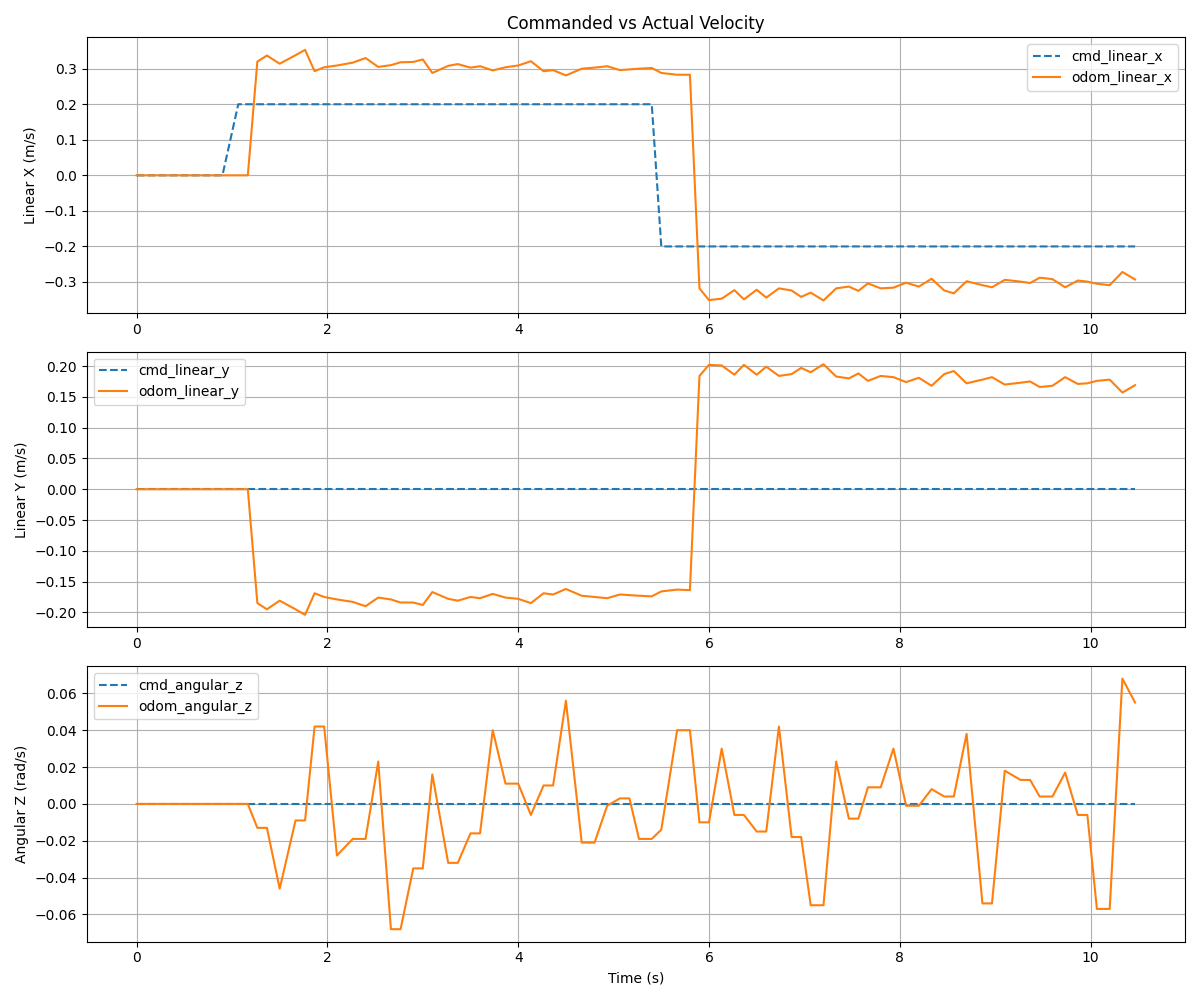 Commanded vs Actual Velocity
Linear X (m/s)
0.3
0.2
0.1
0.0
−0.1
−0.2
−0.3
cmd_linear_x
odom_linear_x
0 2 4 6 8 10
Linear Y (m/s)
0.20
0.15
0.10
0.05
0.00
−0.05
−0.10
−0.15
−0.20
cmd_linear_y
odom_linear_y
0 2 4 6 8 10
Angular Z (rad/s)
0.06
0.04
0.02
0.00
−0.02
−0.04
−0.06
cmd_angular_z
odom_angular_z
0 2 4 6 8 10
Time (s)